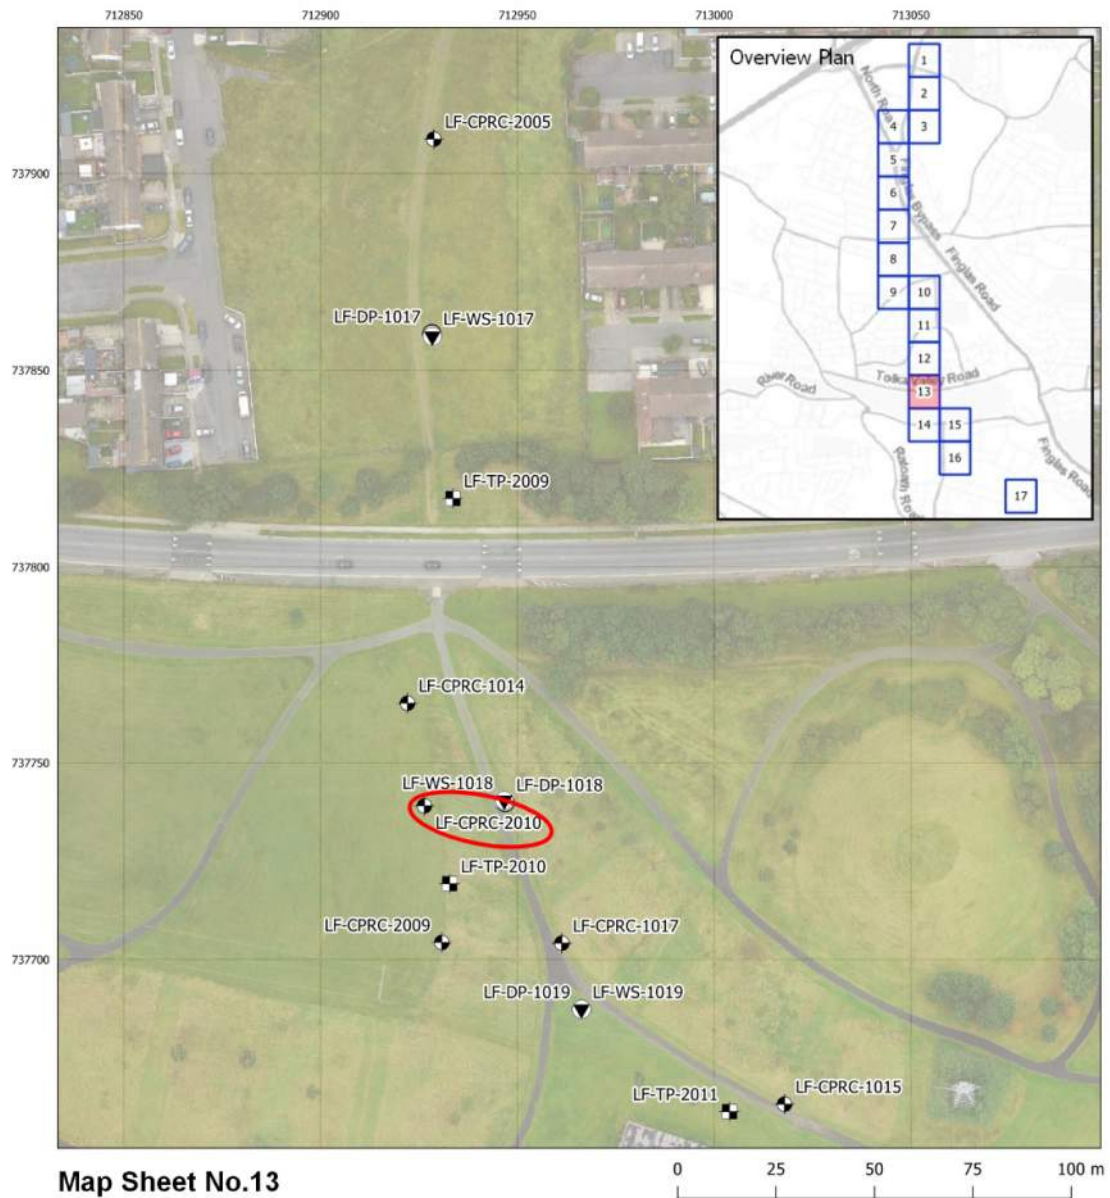 712850 712900 712950 713000 713050
Overview Plan
1
2
4 3
5
6
7
8
9 10
11
12
13
14 15
16
17
North Road
Finglas Bypass
Finglas Road
River Road
Tolka Valley Road
Ratoath Road
Finglas Road
LF-CPRC-2005
737900
LF-DP-1017 LF-WS-1017
737850
LF-TP-2009
737800
LF-CPRC-1014
737750
LF-WS-1018 LF-DP-1018
LF-CPRC-2010
LF-TP-2010
LF-CPRC-2009 LF-CPRC-1017
737700
LF-DP-1019 LF-WS-1019
LF-TP-2011 LF-CPRC-1015
Map Sheet No.13
0 25 50 75 100 m